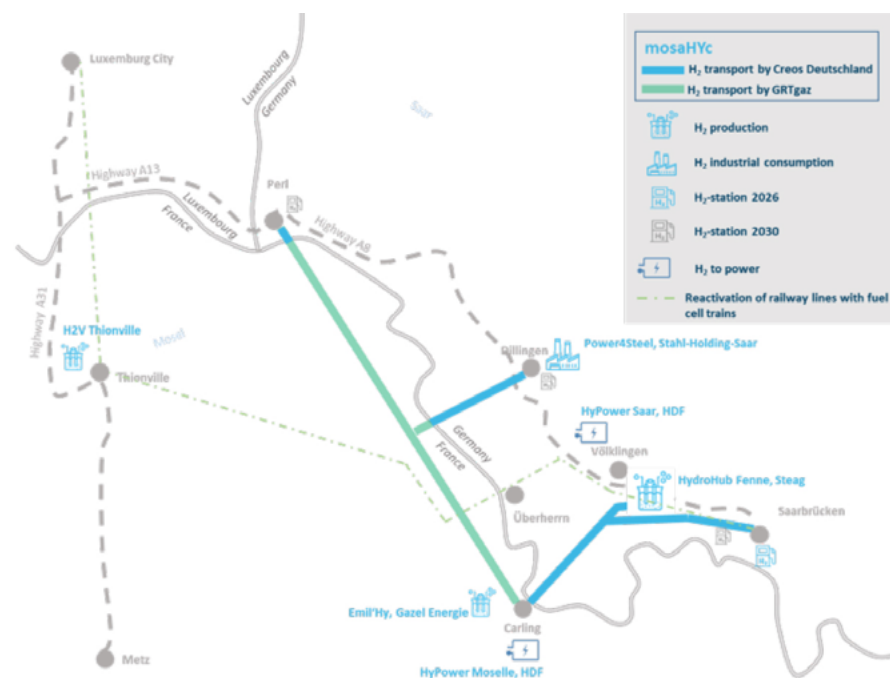 mosaHYc
H₂ transport by Creos Deutschland
H₂ transport by GRTgaz
H₂ production
H₂ industrial consumption
H₂-station 2026
H₂-station 2030
H₂ to power
Reactivation of railway lines with fuel
cell trains
Luxemburg City
Luxembourg
Germany
Saar
Highway A13
Perl
Luxembourg
France
Highway A8
Highway A31
H2V Thionville
Mosel
Thionville
Power4Steel, Stahl-Holding-Saar
Dillingen
HyPower Saar, HDF
Germany
France
Völklingen
HydroHub Fenne, Steag
Überherrn
Saarbrücken
Emil'Hy, Gazel Energie
Carling
HyPower Moselle, HDF
Metz